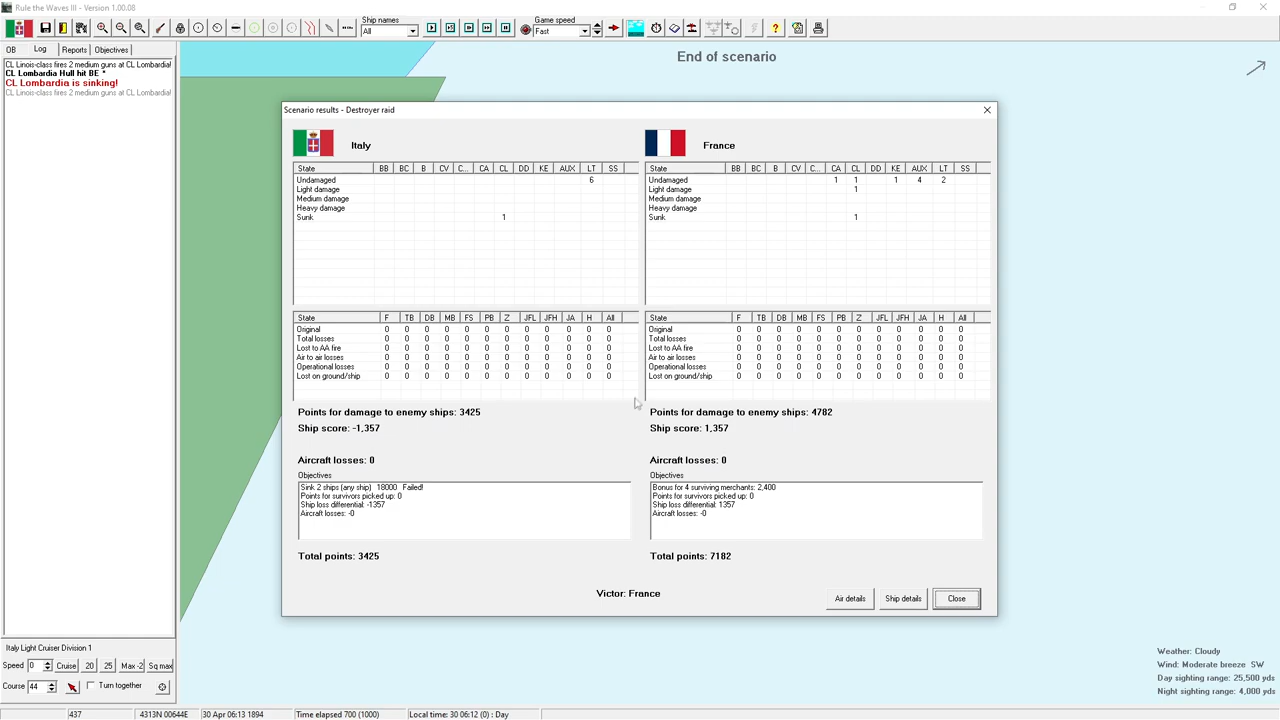 Rule the Waves III - Version 1.00.08
Ship names
All
Game speed
Fast
OB Log Reports Objectives
CL Linois-class fires 2 medium guns at CL Lombardia!
CL Lombardia Hull hit BE *
CL Lombardia is sinking!
CL Linois-class fires 2 medium guns at CL Lombardia!
End of scenario
Scenario results - Destroyer raid
Italy
State BB BC B CV C... CA CL DD KE AUX LT SS
Undamaged 6
Light damage
Medium damage
Heavy damage
Sunk 1
State F TB DB MB FS PB Z JFL JFH JA H All
Original 0 0 0 0 0 0 0 0 0 0 0 0
Total losses 0 0 0 0 0 0 0 0 0 0 0 0
Lost to AA fire 0 0 0 0 0 0 0 0 0 0 0 0
Air to air losses 0 0 0 0 0 0 0 0 0 0 0 0
Operational losses 0 0 0 0 0 0 0 0 0 0 0 0
Lost on ground/ship 0 0 0 0 0 0 0 0 0 0 0 0
Points for damage to enemy ships: 3425
Ship score: -1,357
Aircraft losses: 0
Objectives
Sink 2 ships (any ship) 18000 Failed!
Points for survivors picked up: 0
Ship loss differential: -1357
Aircraft losses: -0
Total points: 3425
France
State BB BC B CV C... CA CL DD KE AUX LT SS
Undamaged 1 1 1 4 2
Light damage 1
Medium damage
Heavy damage
Sunk 1
State F TB DB MB FS PB Z JFL JFH JA H All
Original 0 0 0 0 0 0 0 0 0 0 0 0
Total losses 0 0 0 0 0 0 0 0 0 0 0 0
Lost to AA fire 0 0 0 0 0 0 0 0 0 0 0 0
Air to air losses 0 0 0 0 0 0 0 0 0 0 0 0
Operational losses 0 0 0 0 0 0 0 0 0 0 0 0
Lost on ground/ship 0 0 0 0 0 0 0 0 0 0 0 0
Points for damage to enemy ships: 4782
Ship score: 1,357
Aircraft losses: 0
Objectives
Bonus for 4 surviving merchants: 2,400
Points for survivors picked up: 0
Ship loss differential: 1357
Aircraft losses: -0
Total points: 7182
Victor: France
Air details Ship details Close
Italy Light Cruiser Division 1
Speed 0 Cruise 20 25 Max -2 Sq max
Course 44 Turn together
Weather: Cloudy
Wind: Moderate breeze SW
Day sighting range: 25,500 yds
Night sighting range: 4,000 yds
437 4313N 00644E 30 Apr 06:13 1894 Time elapsed 700 (1000) Local time: 30 06:12 (0) : Day